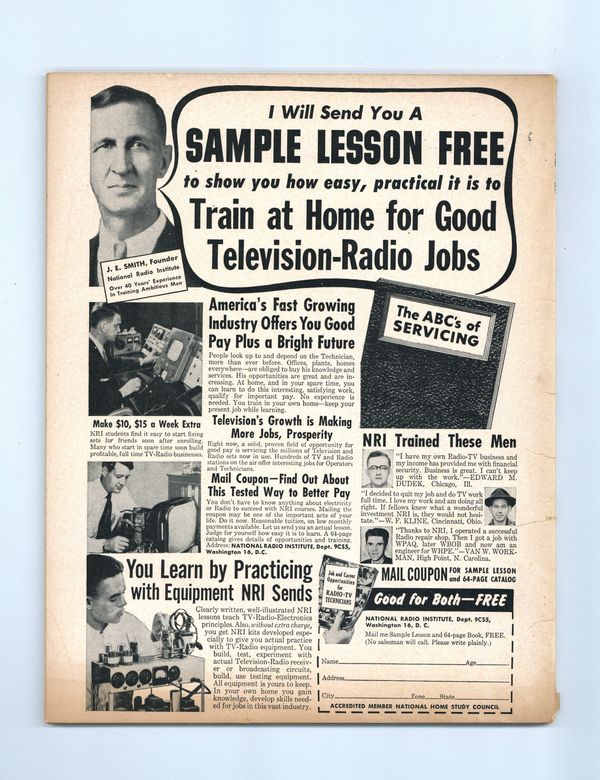 I Will Send You A
SAMPLE LESSON FREE
to show you how easy, practical it is to
Train at Home for Good
Television-Radio Jobs
J. E. SMITH, Founder
National Radio Institute
Over 40 Years' Experience
in Training Ambitious Men
America's Fast Growing
Industry Offers You Good
Pay Plus a Bright Future
People look up to and depend on the Technician,
more than ever before. Offices, plants, homes
everywhere—are obliged to buy his knowledge and
services. His opportunities are great and are in-
creasing. At home, and in your spare time, you
can learn to do this interesting, satisfying work,
qualify for important pay. No experience is
needed. You train in your own home—keep your
present job while learning.
Television's Growth is Making
More Jobs, Prosperity
Right now, a solid, proven field of opportunity for
good pay is servicing the millions of Television and
Radio sets now in use. Hundreds of TV and Radio
stations on the air offer interesting jobs for Operators
and Technicians.
Mail Coupon—Find Out About
This Tested Way to Better Pay
You don't have to know anything about electricity
or Radio to succeed with NRI courses. Mailing the
coupon may be one of the important acts of your
life. Do it now. Reasonable tuition, on low monthly
payments available. Let us send you an actual lesson.
Judge for yourself how easy it is to learn. A 64-page
catalog gives details of opportunities and training.
Address: NATIONAL RADIO INSTITUTE, Dept. 9CS5,
Washington 16, D.C.
Make $10, $15 a Week Extra
NRI students find it easy to start fixing
sets for friends soon after enrolling.
Many who start in spare time soon build
profitable, full time TV-Radio businesses.
The ABC's of
SERVICING
NRI Trained These Men
"I have my own Radio-TV business and
my income has provided me with financial
security. Business is great. I can't keep
up with the work."—EDWARD M.
DUDEK, Chicago, Ill.
"I decided to quit my job and do TV work
full time. I love my work and am doing all
right. If fellows knew what a wonderful
investment NRI is, they would not hesi-
tate."—W. F. KLINE, Cincinnati, Ohio.
"Thanks to NRI, I operated a successful
Radio repair shop. Then I got a job with
WPAQ, later WBOB and now am an
engineer for WHPE."—VAN W. WORK-
MAN, High Point, N. Carolina.
You Learn by Practicing
with Equipment NRI Sends
Clearly written, well-illustrated NRI
lessons teach TV-Radio-Electronics
principles. Also, without extra charge,
you get NRI kits developed espe-
cially to give you actual practice
with TV-Radio equipment. You
build, test, experiment with
actual Television-Radio receiv-
er or broadcasting circuits,
build, use testing equipment.
All equipment is yours to keep.
In your own home you gain
knowledge, develop skills need-
ed for jobs in this vast industry.
Job and Career
Opportunities
for
RADIO-TV
TECHNICIANS
MAIL COUPON FOR SAMPLE LESSON
and 64-PAGE CATALOG
Good for Both—FREE
NATIONAL RADIO INSTITUTE, Dept. 9CS5,
Washington 16, D. C.
Mail me Sample Lesson and 64-page Book, FREE.
(No salesman will call. Please write plainly.)
Name Age
Address
City Zone State
ACCREDITED MEMBER NATIONAL HOME STUDY COUNCIL